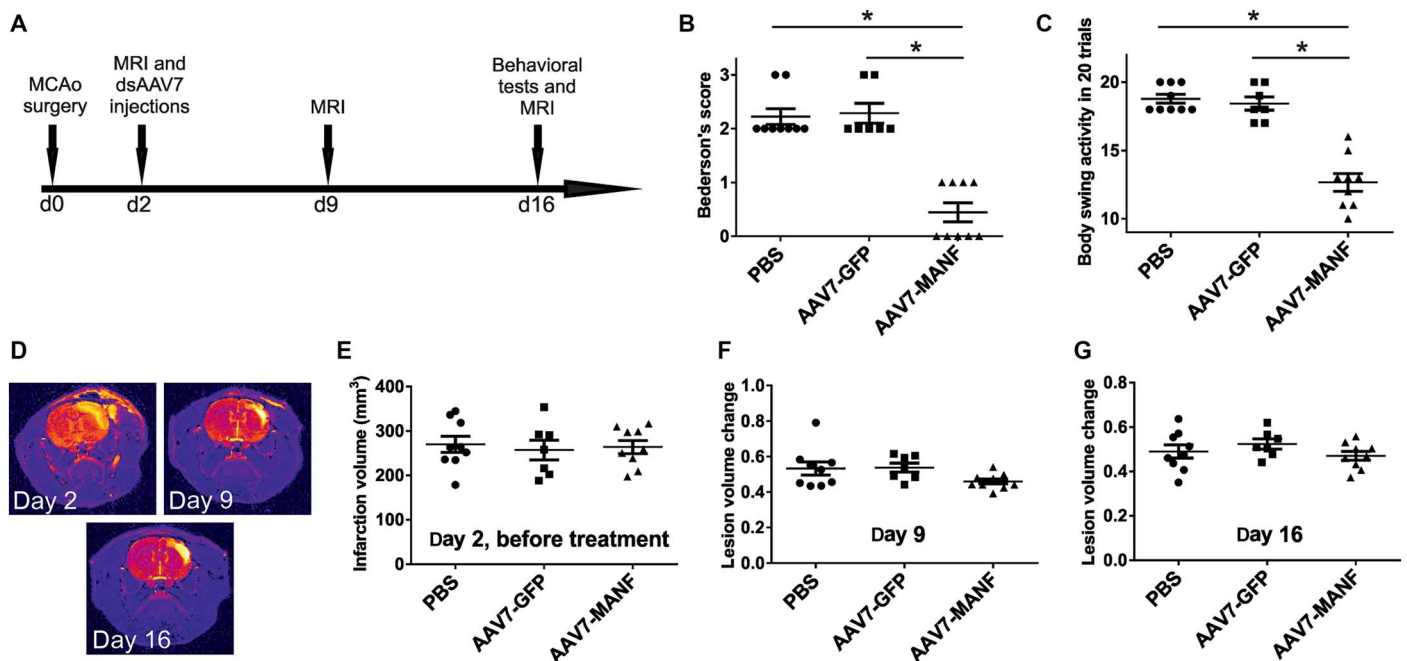 A
MCAo
surgery
MRI and
dsAAV7
injections
MRI
Behavioral
tests and
MRI
d0
d2
d9
d16
B
*
*
Bederson's score
3
2
1
0
PBS
AAV7-GFP
AAV7-MANF
C
*
*
Body swing activity in 20 trials
20
15
10
PBS
AAV7-GFP
AAV7-MANF
D
Day 2
Day 9
Day 16
E
Infarction volume (mm³)
400
300
200
100
0
Day 2, before treatment
PBS
AAV7-GFP
AAV7-MANF
F
Lesion volume change
1.0
0.8
0.6
0.4
0.2
0.0
Day 9
PBS
AAV7-GFP
AAV7-MANF
G
Lesion volume change
0.8
0.6
0.4
0.2
0.0
Day 16
PBS
AAV7-GFP
AAV7-MANF